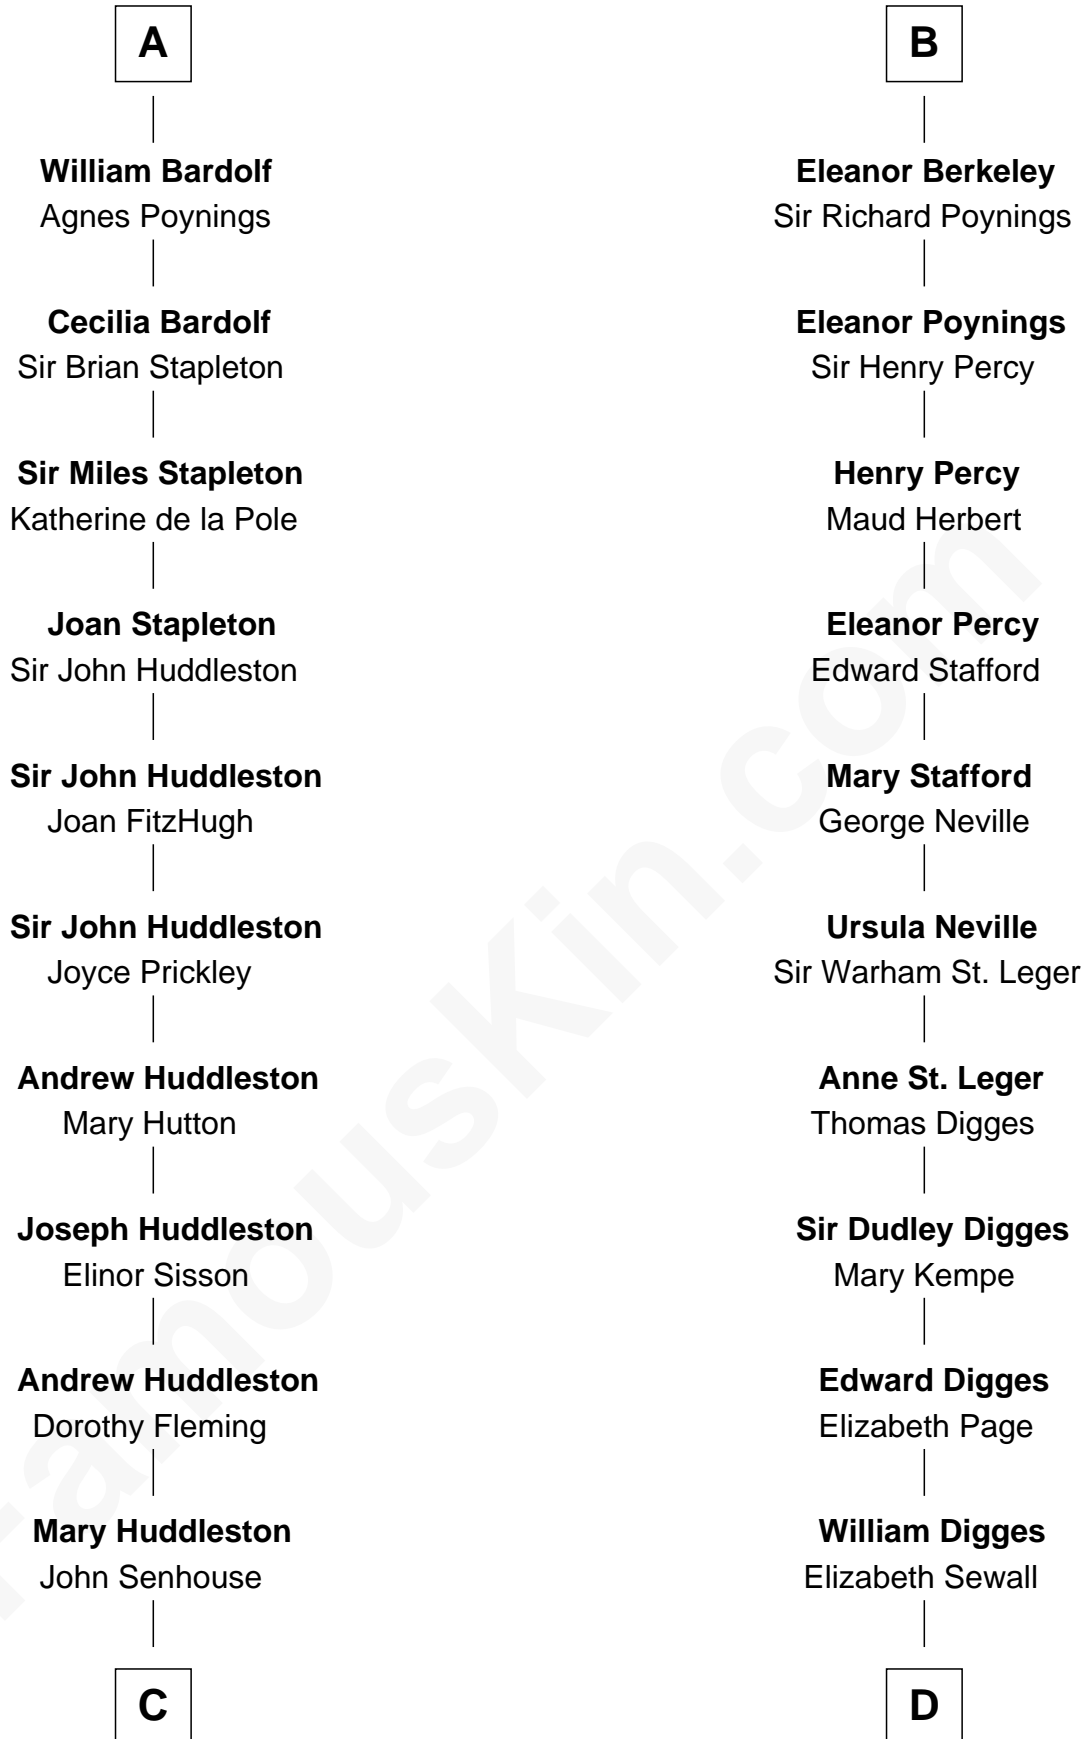 A
William Bardolf
Agnes Poynings
Cecilia Bardolf
Sir Brian Stapleton
Sir Miles Stapleton
Katherine de la Pole
Joan Stapleton
Sir John Huddleston
Sir John Huddleston
Joan FitzHugh
Sir John Huddleston
Joyce Prickley
Andrew Huddleston
Mary Hutton
Joseph Huddleston
Elinor Sisson
Andrew Huddleston
Dorothy Fleming
Mary Huddleston
John Senhouse
C
B
Eleanor Berkeley
Sir Richard Poynings
Eleanor Poynings
Sir Henry Percy
Henry Percy
Maud Herbert
Eleanor Percy
Edward Stafford
Mary Stafford
George Neville
Ursula Neville
Sir Warham St. Leger
Anne St. Leger
Thomas Digges
Sir Dudley Digges
Mary Kempe
Edward Digges
Elizabeth Page
William Digges
Elizabeth Sewall
D
FamousKin.com